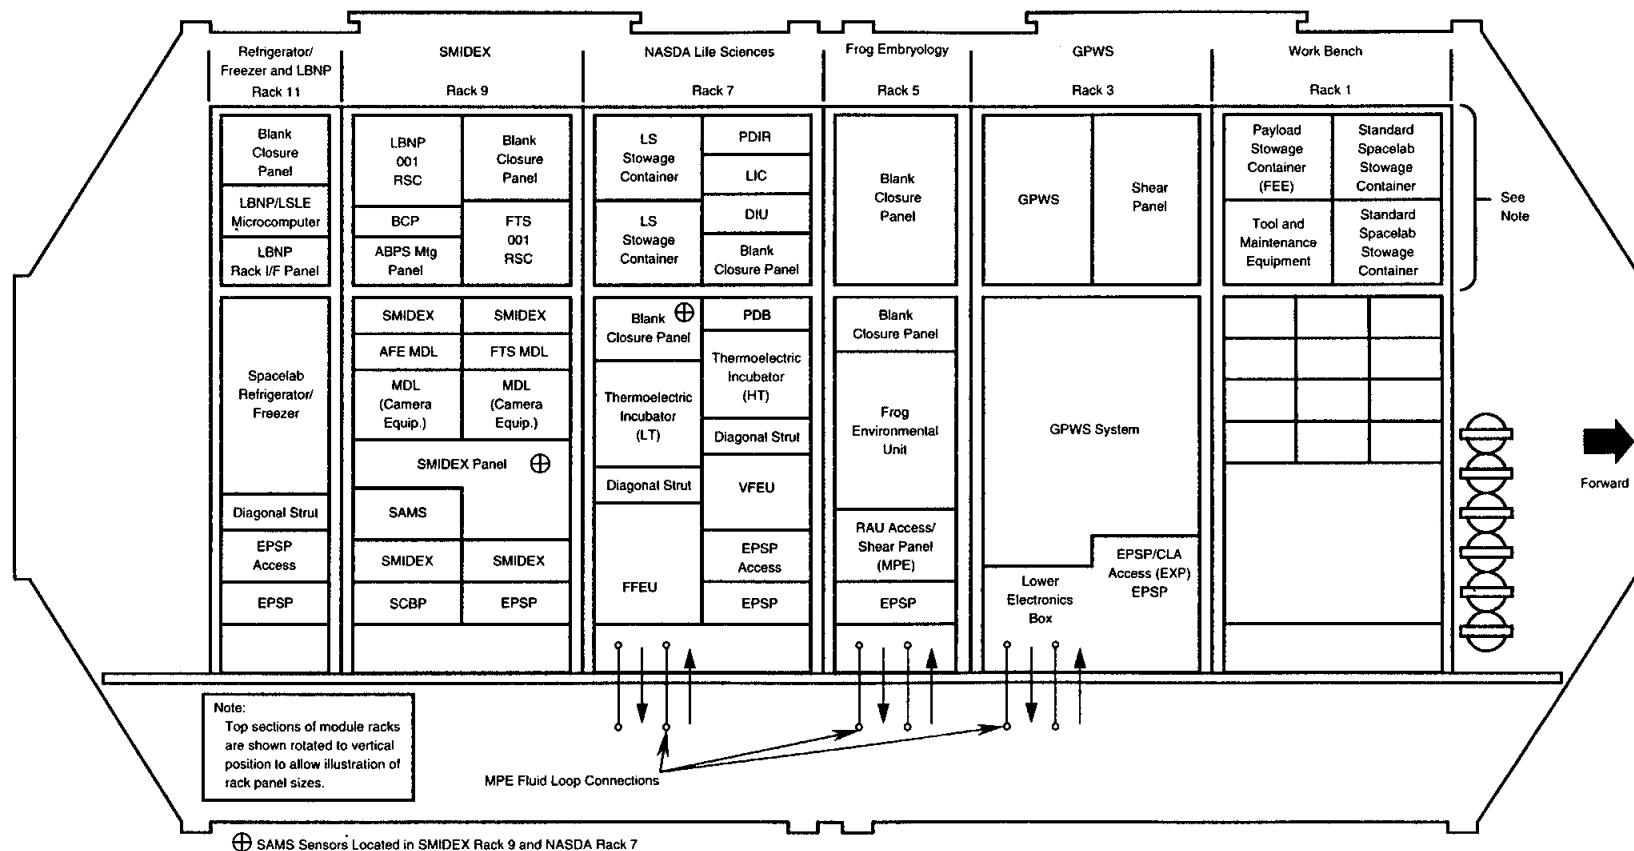 Refrigerator/
Freezer and LBNP
Rack 11
SMIDEX
Rack 9
NASDA Life Sciences
Rack 7
Frog Embryology
Rack 5
GPWS
Rack 3
Work Bench
Rack 1
Blank
Closure
Panel
LBNP/LSLE
Microcomputer
LBNP
Rack I/F Panel
Spacelab
Refrigerator/
Freezer
Diagonal Strut
EPSP
Access
EPSP
LBNP
001
RSC
BCP
ABPS Mtg
Panel
Blank
Closure
Panel
FTS
001
RSC
SMIDEX
SMIDEX
AFE MDL
FTS MDL
MDL
(Camera
Equip.)
MDL
(Camera
Equip.)
SMIDEX Panel
SAMS
SMIDEX
SMIDEX
SCBP
EPSP
LS
Stowage
Container
LS
Stowage
Container
PDIR
LIC
DIU
Blank
Closure Panel
Blank
Closure Panel
Thermoelectric
Incubator
(LT)
Diagonal Strut
FFEU
PDB
Thermoelectric
Incubator
(HT)
Diagonal Strut
VFEU
EPSP
Access
EPSP
Blank
Closure
Panel
Blank
Closure Panel
Frog
Environmental
Unit
RAU Access/
Shear Panel
(MPE)
EPSP
GPWS
Shear
Panel
GPWS System
Lower
Electronics
Box
EPSP/CLA
Access (EXP)
EPSP
Payload
Stowage
Container
(FEE)
Standard
Spacelab
Stowage
Container
Tool and
Maintenance
Equipment
Standard
Spacelab
Stowage
Container
See
Note
Forward
Note:
Top sections of module racks
are shown rotated to vertical
position to allow illustration of
rack panel sizes.
MPE Fluid Loop Connections
SAMS Sensors Located in SMIDEX Rack 9 and NASDA Rack 7